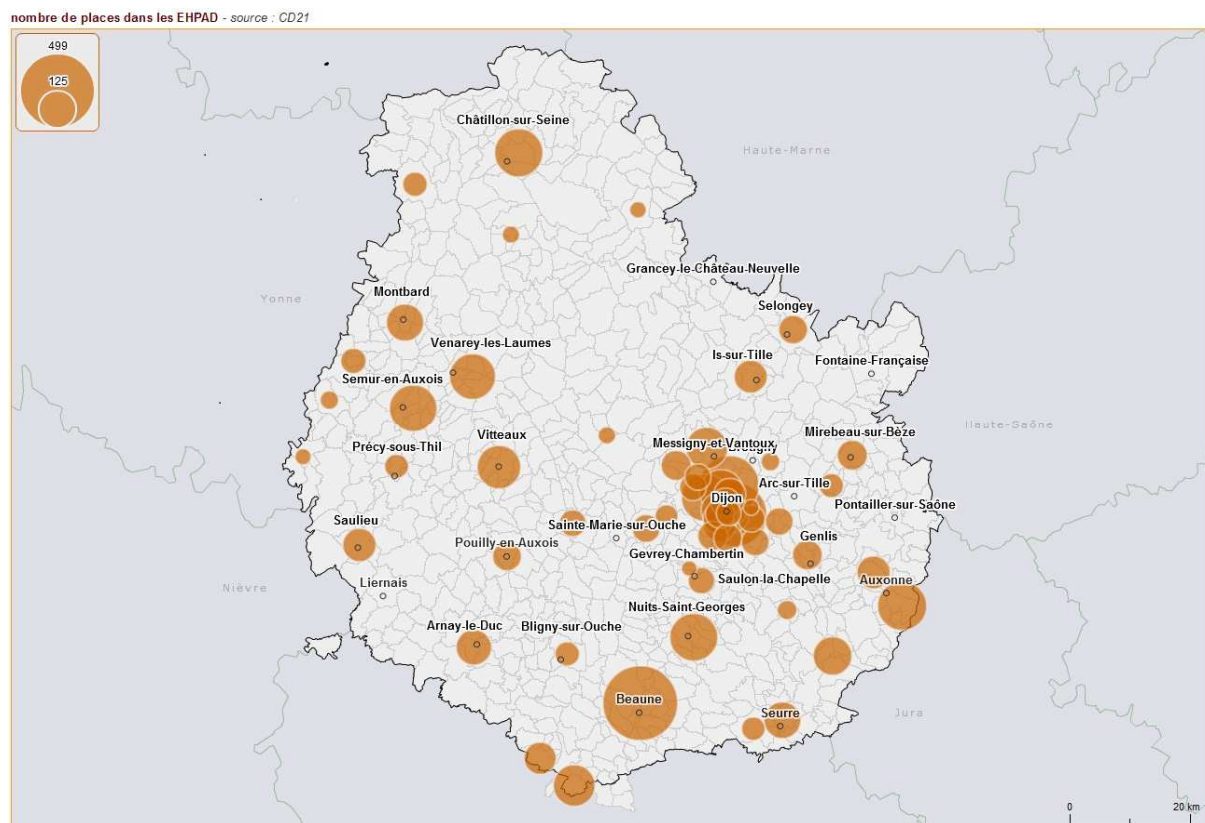 nombre de places dans les EHPAD - source : CD21
499
125
Châtillon-sur-Seine
Haute-Marne
Grancey-le-Château-Neuvelle
Yonne
Montbard
Selongey
Venarey-les-Laumes
Is-sur-Tille
Fontaine-Française
Semur-en-Auxois
Haute-Saône
Vitteaux
Mirebeau-sur-Bèze
Messigny-et-Vantoux
Précy-sous-Thil
Arc-sur-Tille
Dijon
Pontailler-sur-Saône
Saulieu
Sainte-Marie-sur-Ouche
Genlis
Pouilly-en-Auxois
Gevrey-Chambertin
Saulon-la-Chapelle
Auxonne
Nièvre
Liernais
Nuits-Saint-Georges
Arnay-le-Duc
Bligny-sur-Ouche
Beaune
Seurre
Jura
0
20 km